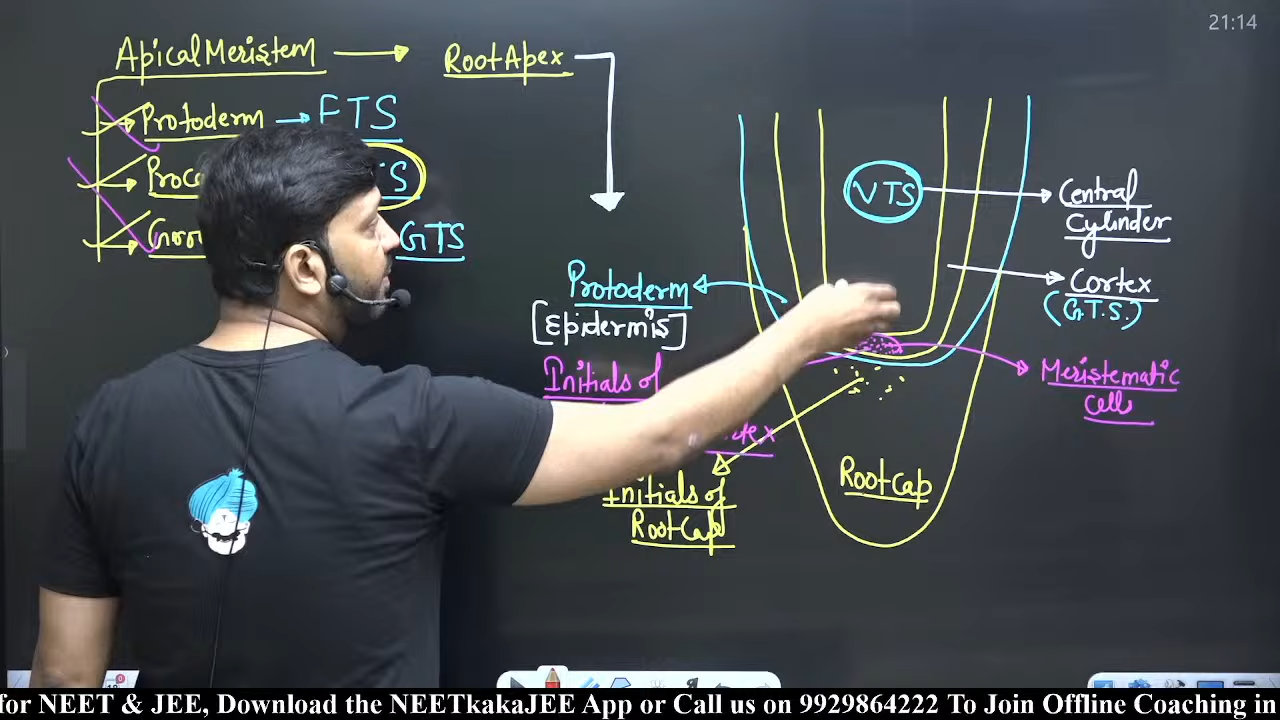 21:14
Apical Meristem → Root Apex
Protoderm → ETS
GTS
VTS
Central
Cylinder
Cortex
(G.T.S.)
Protoderm
[Epidermis]
Initials of
Meristematic
Cell
Initials of
Root Cap
Root Cap
for NEET & JEE, Download the NEETkakaJEE App or Call us on 9929864222 To Join Offline Coaching in